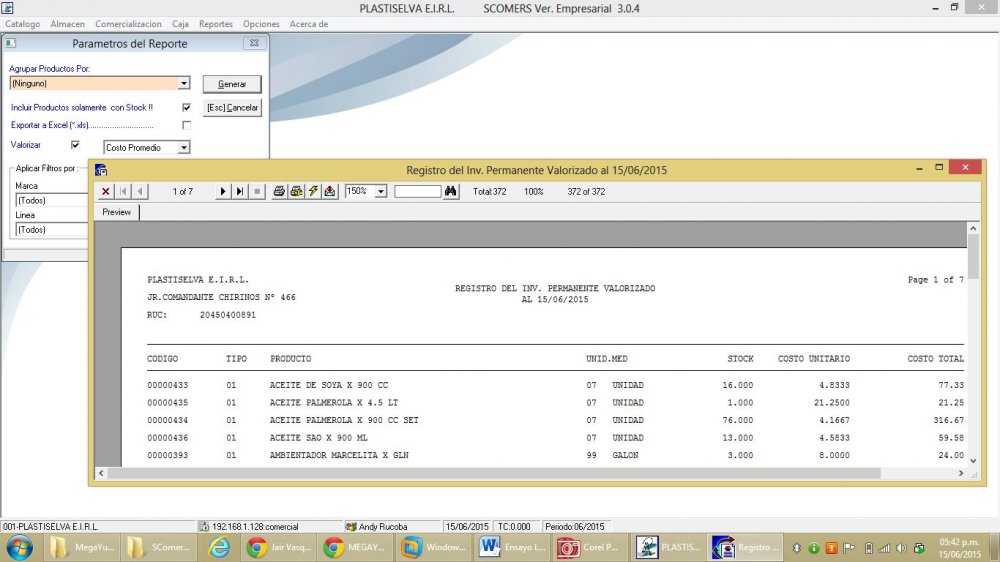 PLASTISELVA E.I.R.L. SCOMERS Ver. Empresarial 3.0.4
Catalogo Almacen Comercializacion Caja Reportes Opciones Acerca de
Parametros del Reporte
Agrupar Productos Por:
(Ninguno)
Generar
Incluir Productos solamente con Stock !!
[Esc] Cancelar
Exportar a Excel (*.xls)..............................
Valorizar
Costo Promedio
Aplicar Filtros por :
Marca
(Todos)
Linea
(Todos)
Registro del Inv. Permanente Valorizado al 15/06/2015
1 of 7
150%
Total:372 100% 372 of 372
Preview
PLASTISELVA E.I.R.L.
Page 1 of 7
REGISTRO DEL INV. PERMANENTE VALORIZADO
JR.COMANDANTE CHIRINOS Nº 466
AL 15/06/2015
RUC: 20450400891
CODIGO TIPO PRODUCTO UNID.MED STOCK COSTO UNITARIO COSTO TOTAL
00000433 01 ACEITE DE SOYA X 900 CC 07 UNIDAD 16.000 4.8333 77.33
00000435 01 ACEITE PALMEROLA X 4.5 LT 07 UNIDAD 1.000 21.2500 21.25
00000434 01 ACEITE PALMEROLA X 900 CC SET 07 UNIDAD 76.000 4.1667 316.67
00000436 01 ACEITE SAO X 900 ML 07 UNIDAD 13.000 4.5833 59.58
00000393 01 AMBIENTADOR MARCELITA X GLN 99 GALON 3.000 8.0000 24.00
001-PLASTISELVA E.I.R.L. 192.168.1.128:comercial Andy Rucoba 15/06/2015 TC:0.000 Periodo:06/2015
MegaYu... SComer... Jair Vasq... MEGAY... Window... Ensayo L... Corel P... PLASTIS... Registro ...
05:42 p.m.
15/06/2015